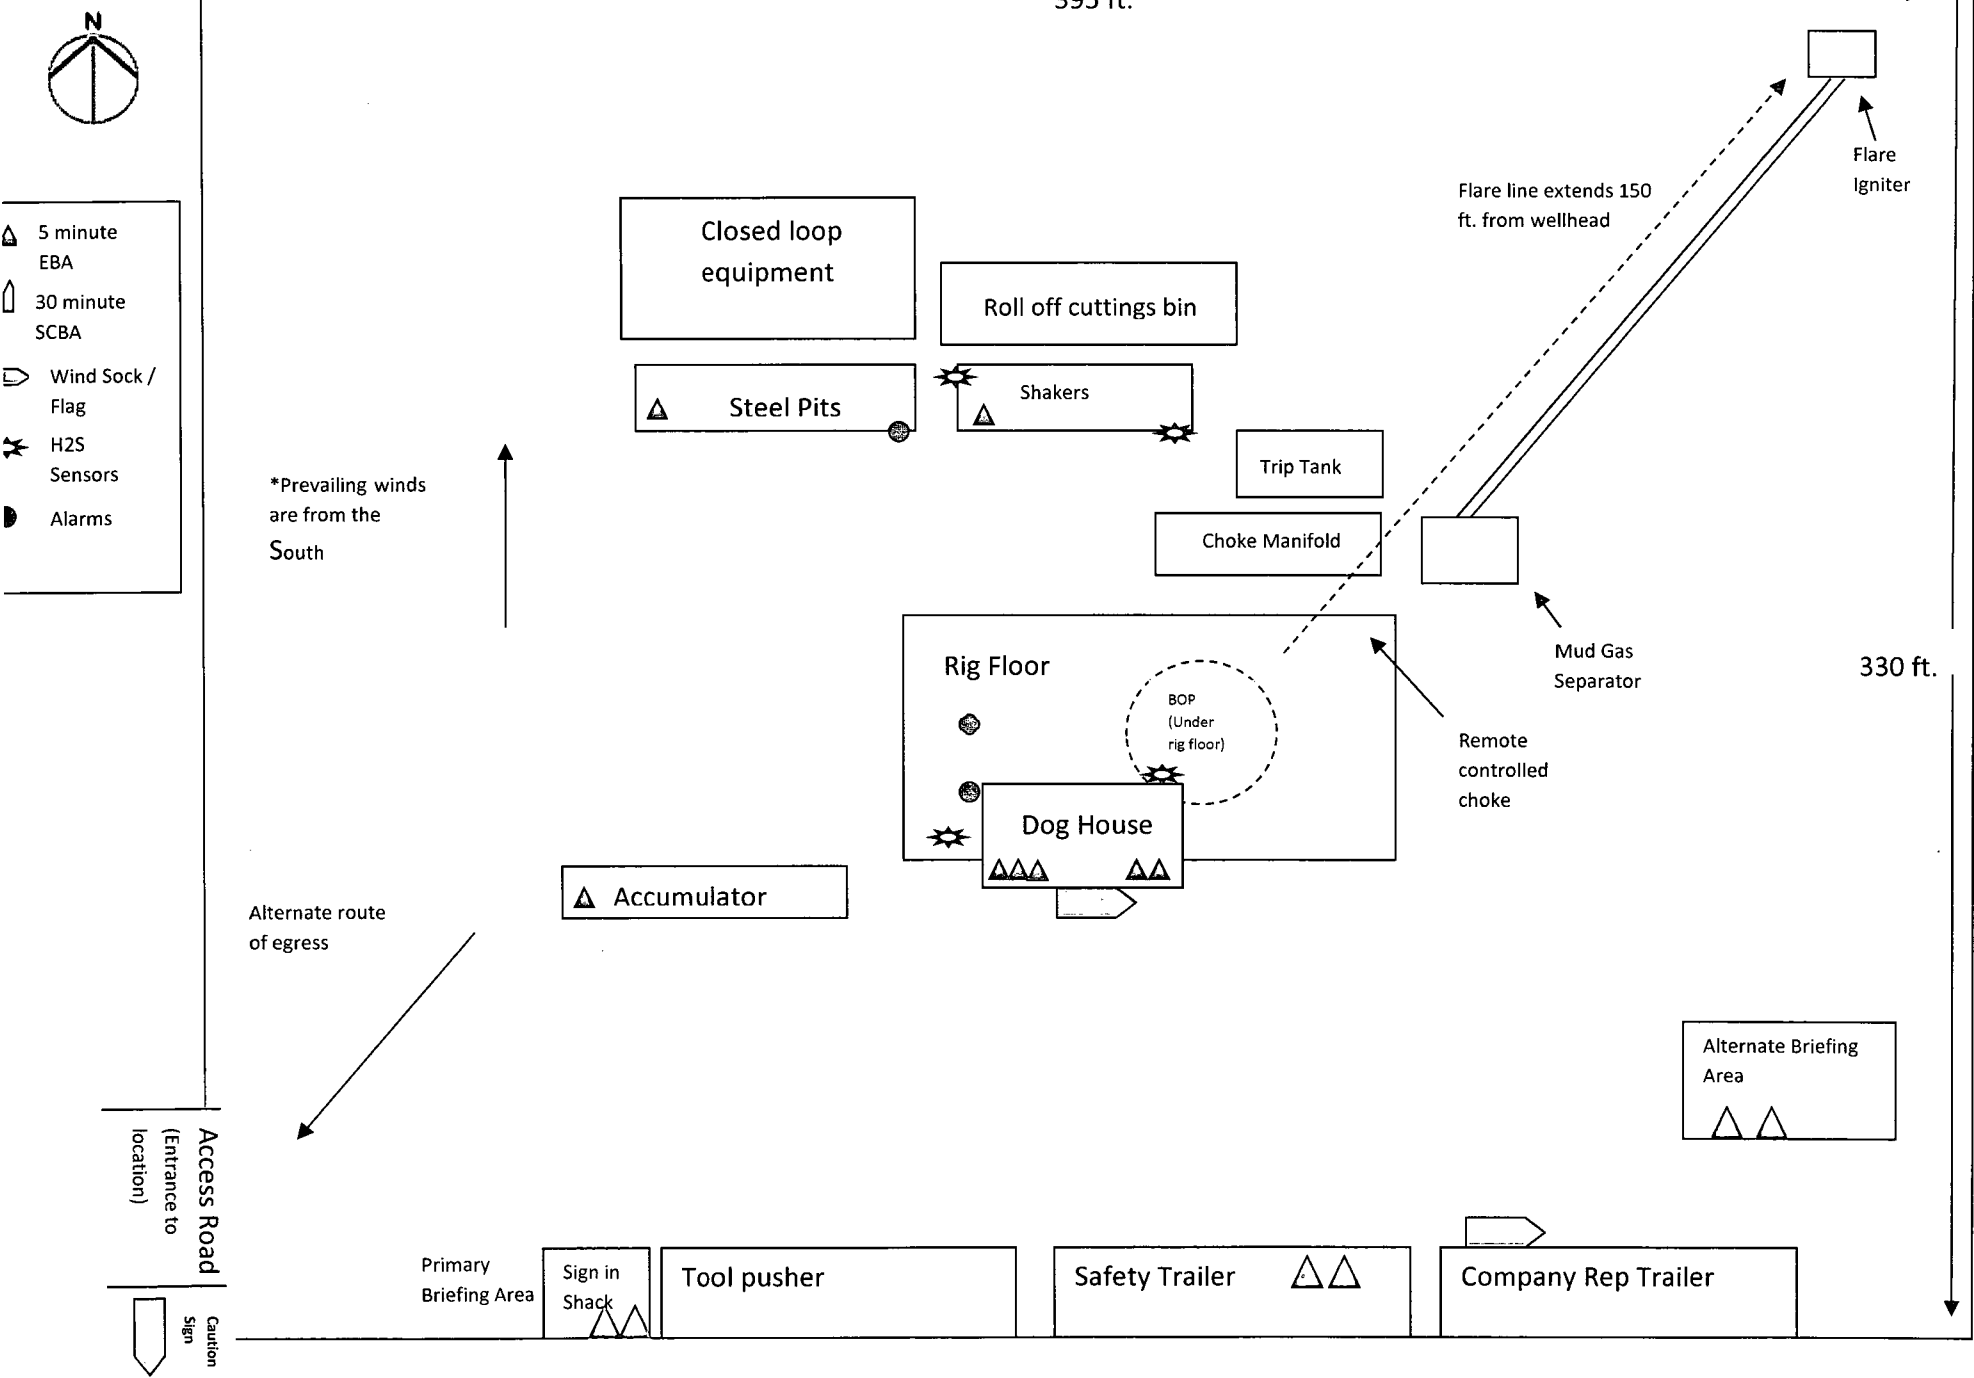 395 ft.
N
5 minute
EBA
30 minute
SCBA
Wind Sock /
Flag
H2S
Sensors
Alarms
Flare
Igniter
Flare line extends 150
ft. from wellhead
Closed loop
equipment
Roll off cuttings bin
Steel Pits
Shakers
Trip Tank
Choke Manifold
*Prevailing winds
are from the
South
Rig Floor
BOP
(Under
rig floor)
Mud Gas
Separator
330 ft.
Remote
controlled
choke
Dog House
Accumulator
Alternate route
of egress
Alternate Briefing
Area
Access Road
(Entrance to
location)
Primary
Briefing Area
Sign in
Shack
Tool pusher
Safety Trailer
Company Rep Trailer
Caution
Sign